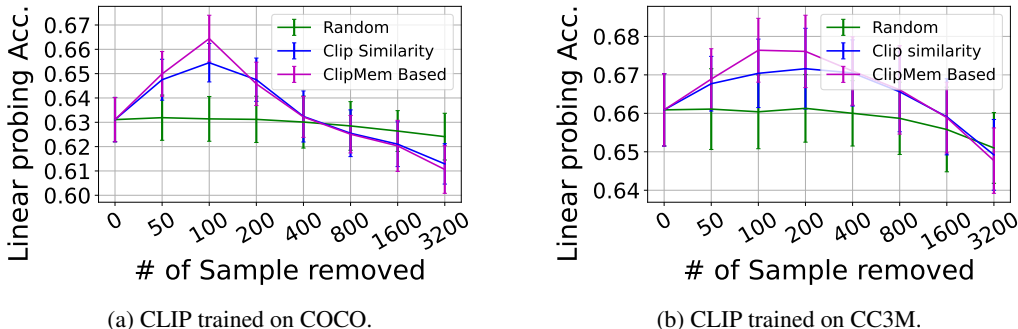 Linear probing Acc.
0.67
0.66
0.65
0.64
0.63
0.62
0.61
0.60
Random
Clip Similarity
ClipMem Based
0 50 100 200 400 800 1600 3200
# of Sample removed
(a) CLIP trained on COCO.
Linear probing Acc.
0.68
0.67
0.66
0.65
0.64
Random
Clip similarity
ClipMem Based
0 50 100 200 400 800 1600 3200
# of Sample removed
(b) CLIP trained on CC3M.